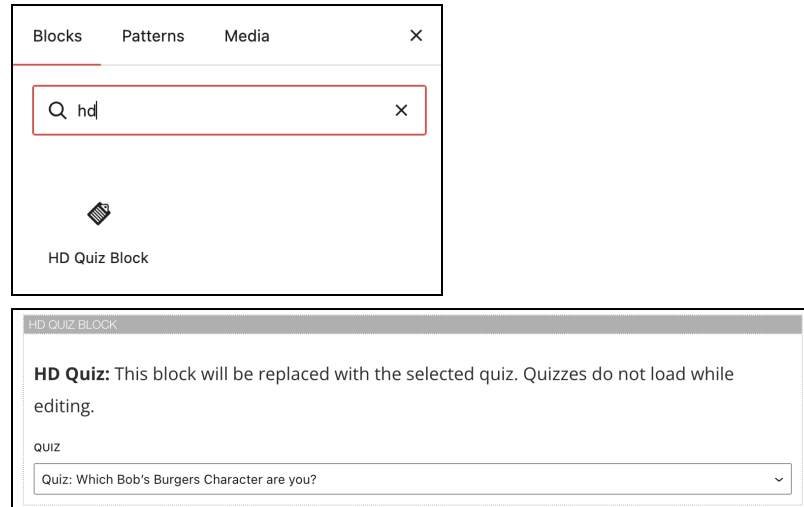 Blocks Patterns Media
hd
HD Quiz Block
HD QUIZ BLOCK
HD Quiz: This block will be replaced with the selected quiz. Quizzes do not load while
editing.
QUIZ
Quiz: Which Bob's Burgers Character are you?